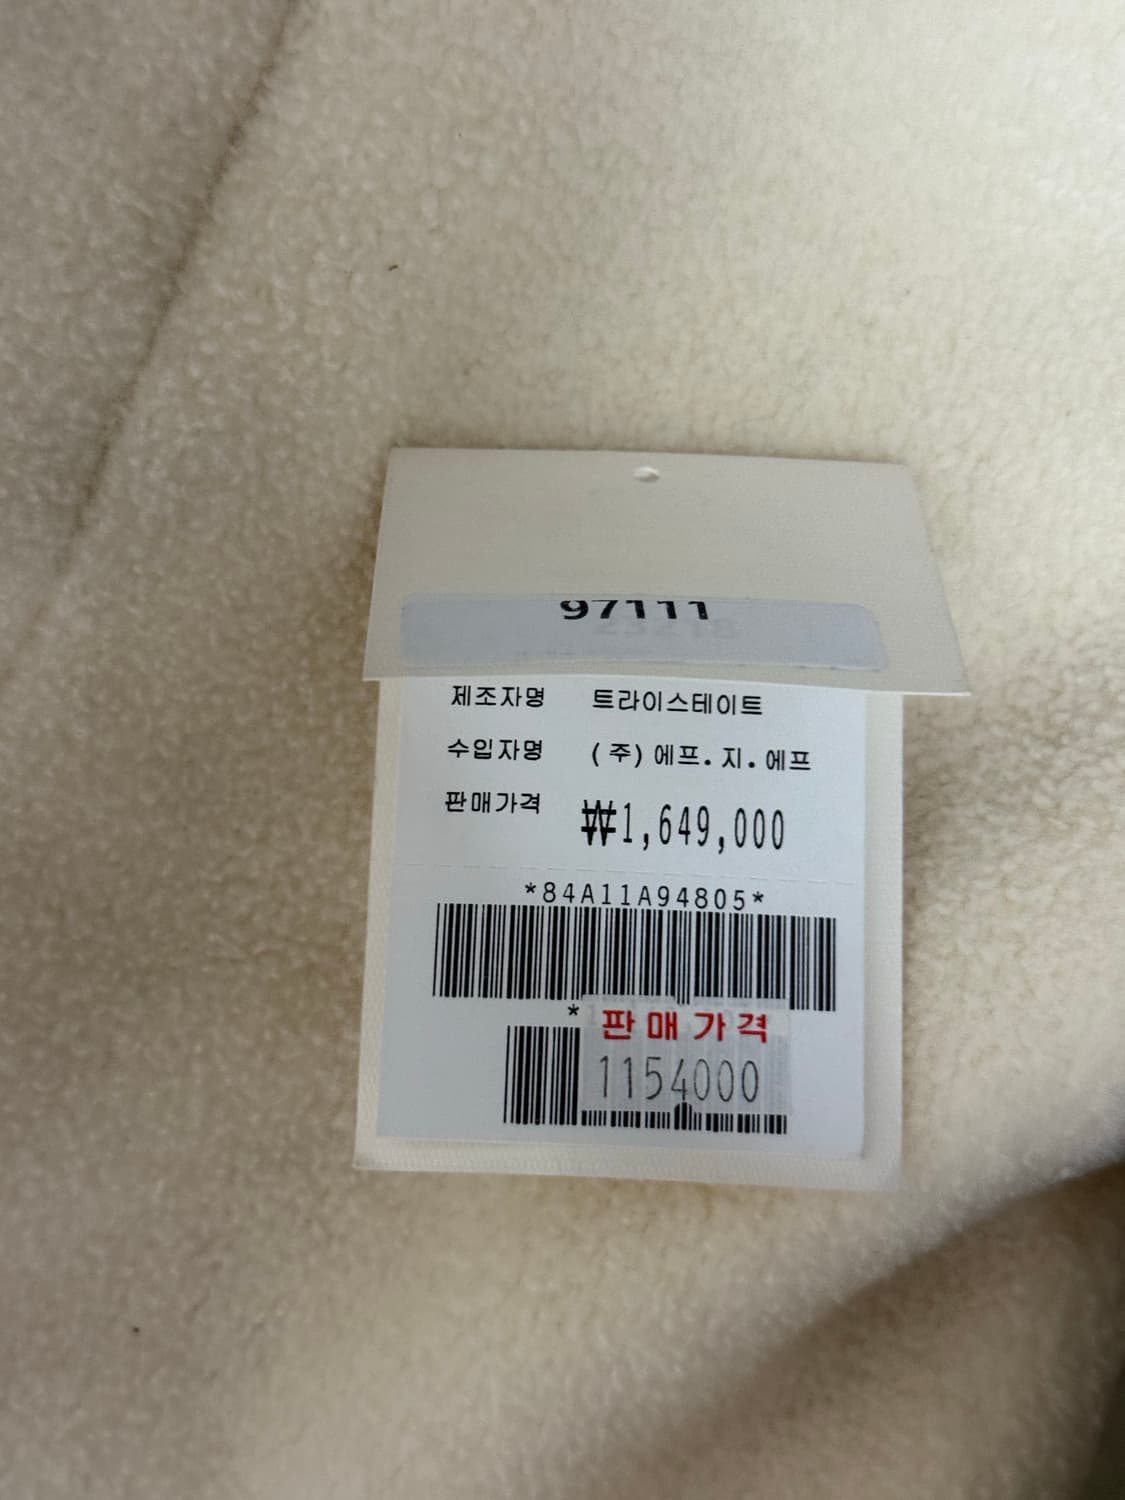 97111
제조자명 트라이스테이트
수입자명 (주)에프.지.에프
판매가격 ₩1,649,000
*84A11A94805*
*
판매가격
1154000